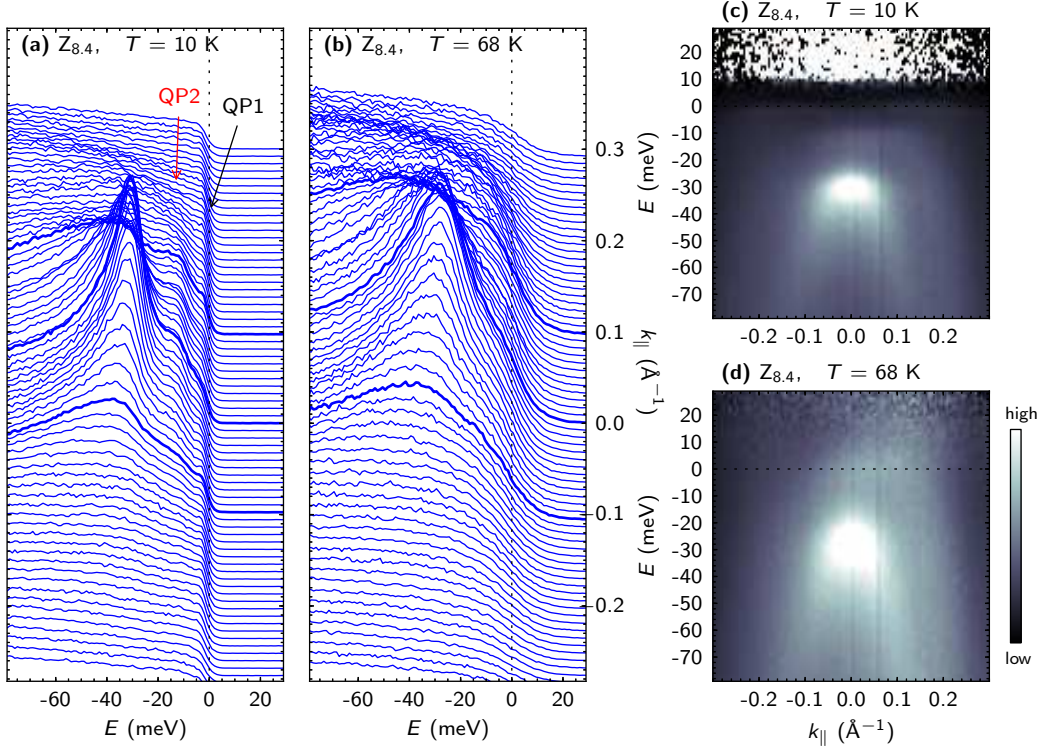 (a) Z8.4, T = 10 K
QP2
QP1
-60 -40 -20 0 20
E (meV)
(b) Z8.4, T = 68 K
-60 -40 -20 0 20
E (meV)
0.3
0.2
0.1
0.0
-0.1
-0.2
k∥ (Å⁻¹)
(c) Z8.4, T = 10 K
20
10
0
-10
-20
-30
-40
-50
-60
-70
E (meV)
-0.2 -0.1 0.0 0.1 0.2
(d) Z8.4, T = 68 K
20
10
0
-10
-20
-30
-40
-50
-60
-70
E (meV)
-0.2 -0.1 0.0 0.1 0.2
k∥ (Å⁻¹)
high
low